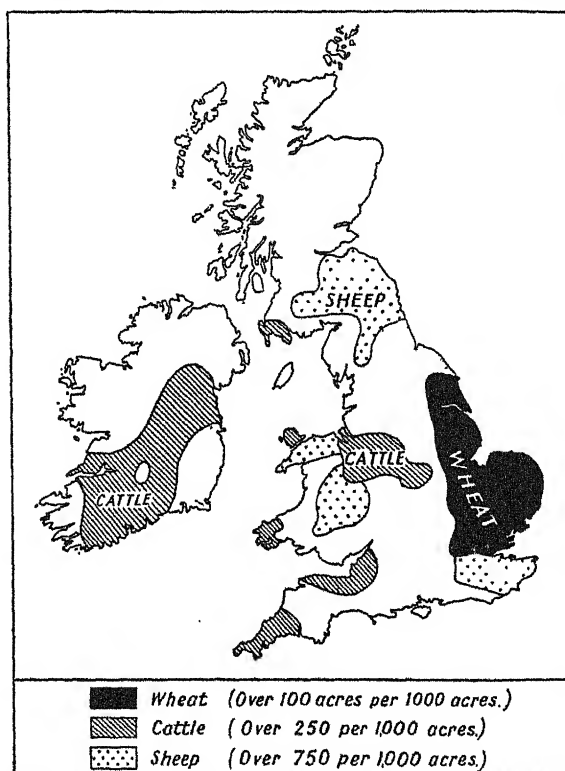 SHEEP
CATTLE
WHEAT
CATTLE
Wheat (Over 100 acres per 1000 acres.)
Cattle (Over 250 per 1,000 acres.)
Sheep (Over 750 per 1,000 acres.)